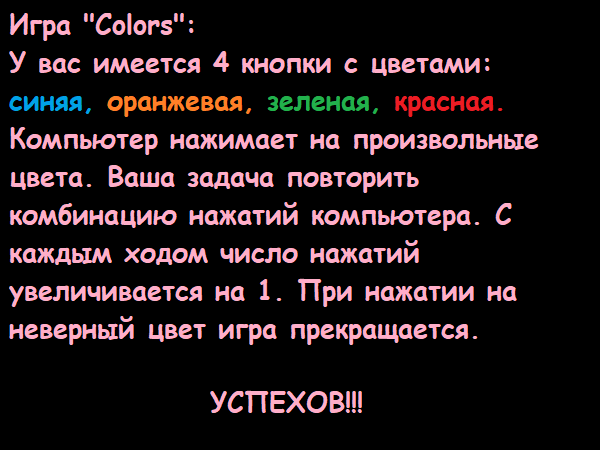 Игра "Colors":
У вас имеется 4 кнопки с цветами:
синяя, оранжевая, зеленая, красная.
Компьютер нажимает на произвольные
цвета. Ваша задача повторить
комбинацию нажатий компьютера. С
каждым ходом число нажатий
увеличивается на 1. При нажатии на
неверный цвет игра прекращается.
УСПЕХОВ!!!